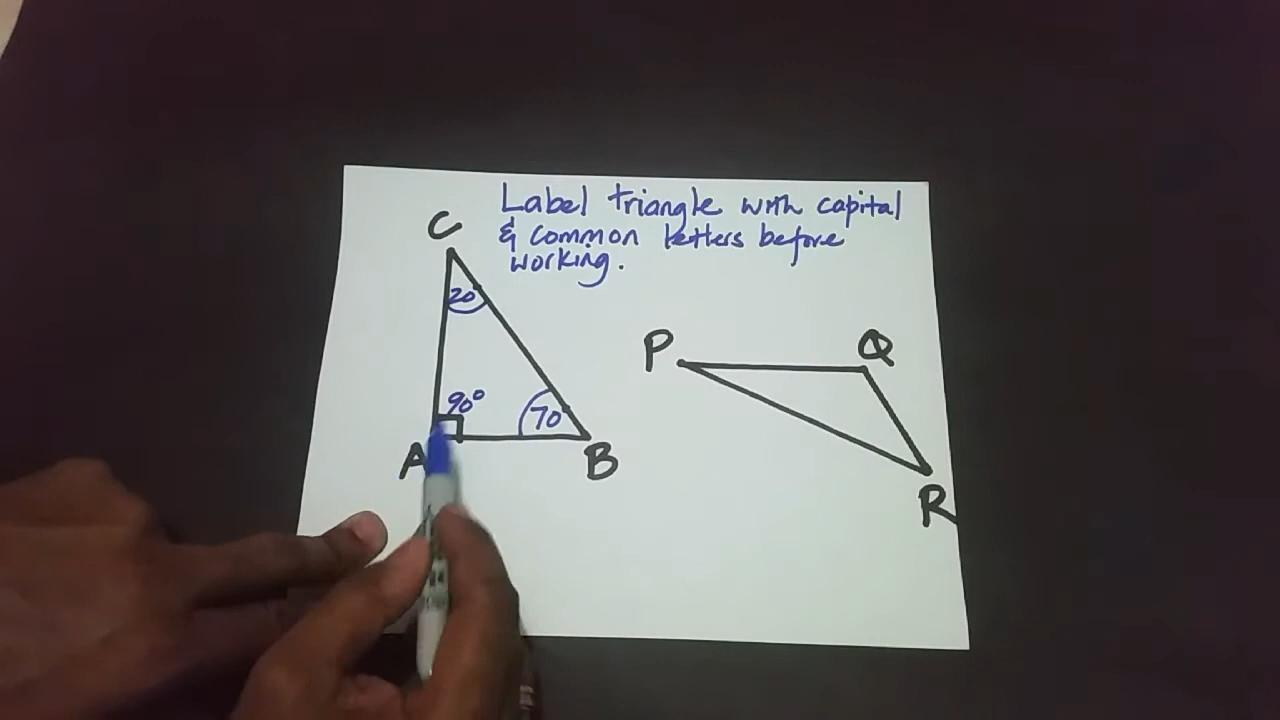 Label triangle with capital
& common letters before
working.
C
20
P
Q
90°
70
A
B
R